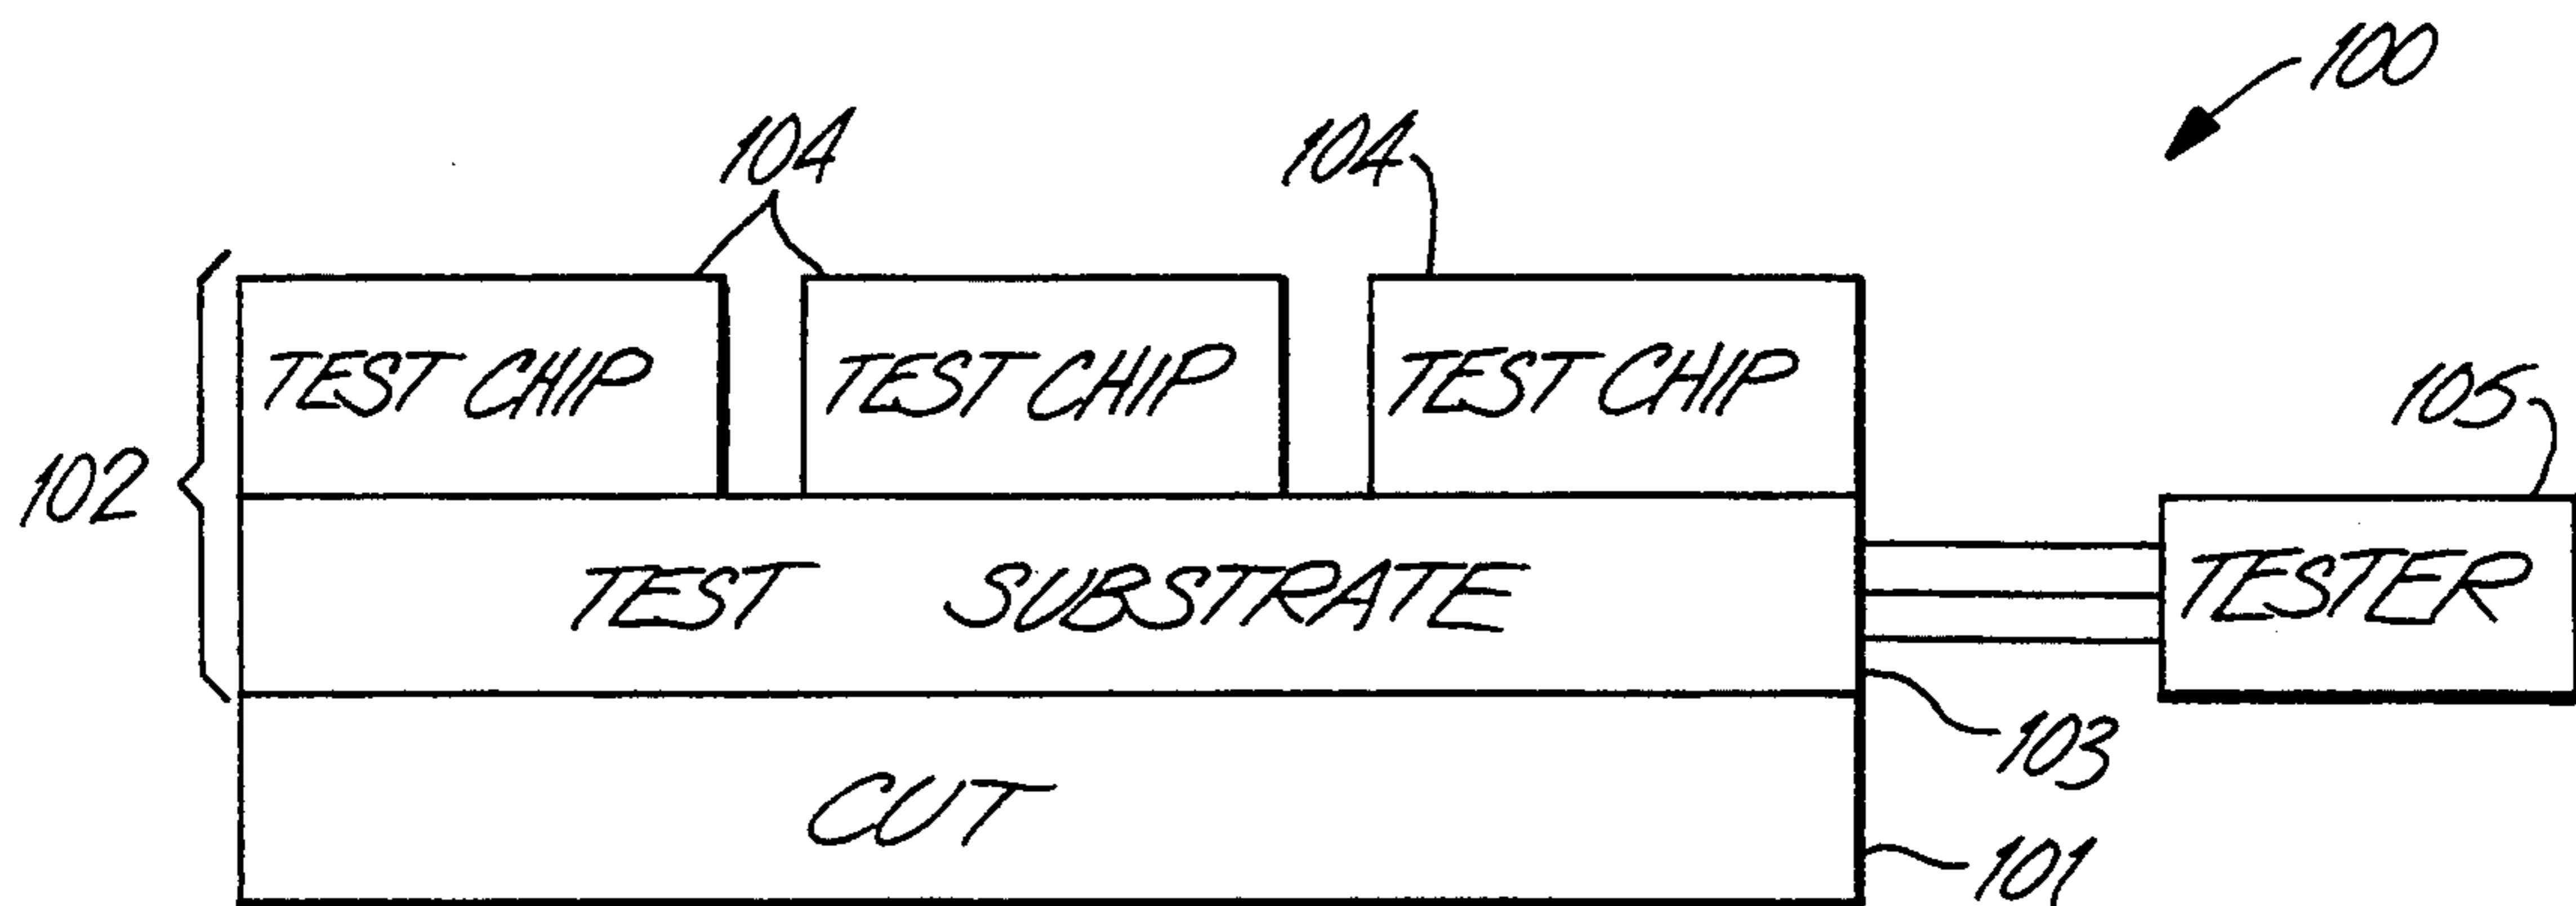 100
104 104
TEST CHIP TEST CHIP TEST CHIP
105
102
TEST SUBSTRATE TESTER
103
CUT
101